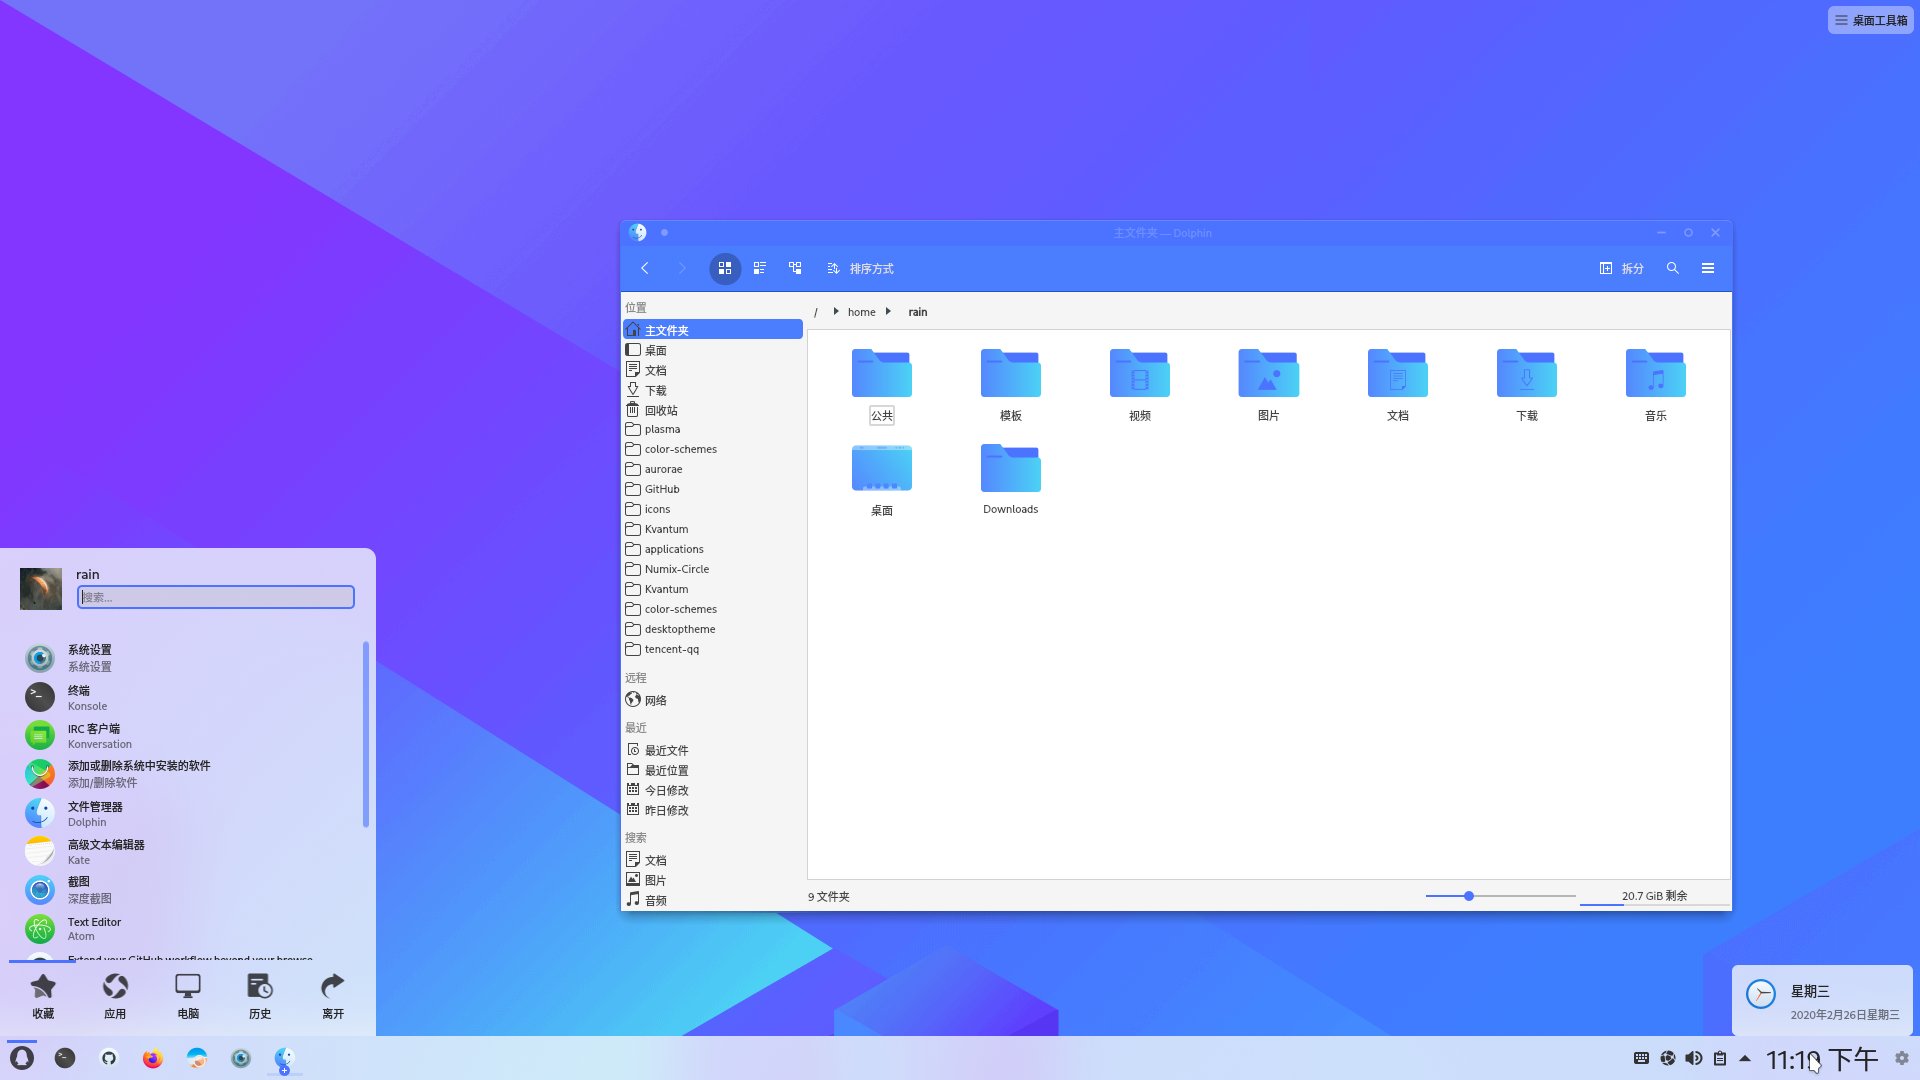 桌面工具箱
主文件夹 — Dolphin
排序方式
拆分
位置
主文件夹
桌面
文档
下载
回收站
plasma
color-schemes
aurorae
GitHub
icons
Kvantum
applications
Numix-Circle
Kvantum
color-schemes
desktoptheme
tencent-qq
远程
网络
最近
最近文件
最近位置
今日修改
昨日修改
搜索
文档
图片
音频
/ home rain
公共 模板 视频 图片 文档 下载 音乐
桌面 Downloads
9 文件夹
20.7 GiB 剩余
rain
搜索...
系统设置
系统设置
终端
Konsole
IRC 客户端
Konversation
添加或删除系统中安装的软件
添加/删除软件
文件管理器
Dolphin
高级文本编辑器
Kate
截图
深度截图
Text Editor
Atom
Extend your GitHub workflow beyond your browse
收藏 应用 电脑 历史 离开
星期三
2020年2月26日星期三
11:19 下午